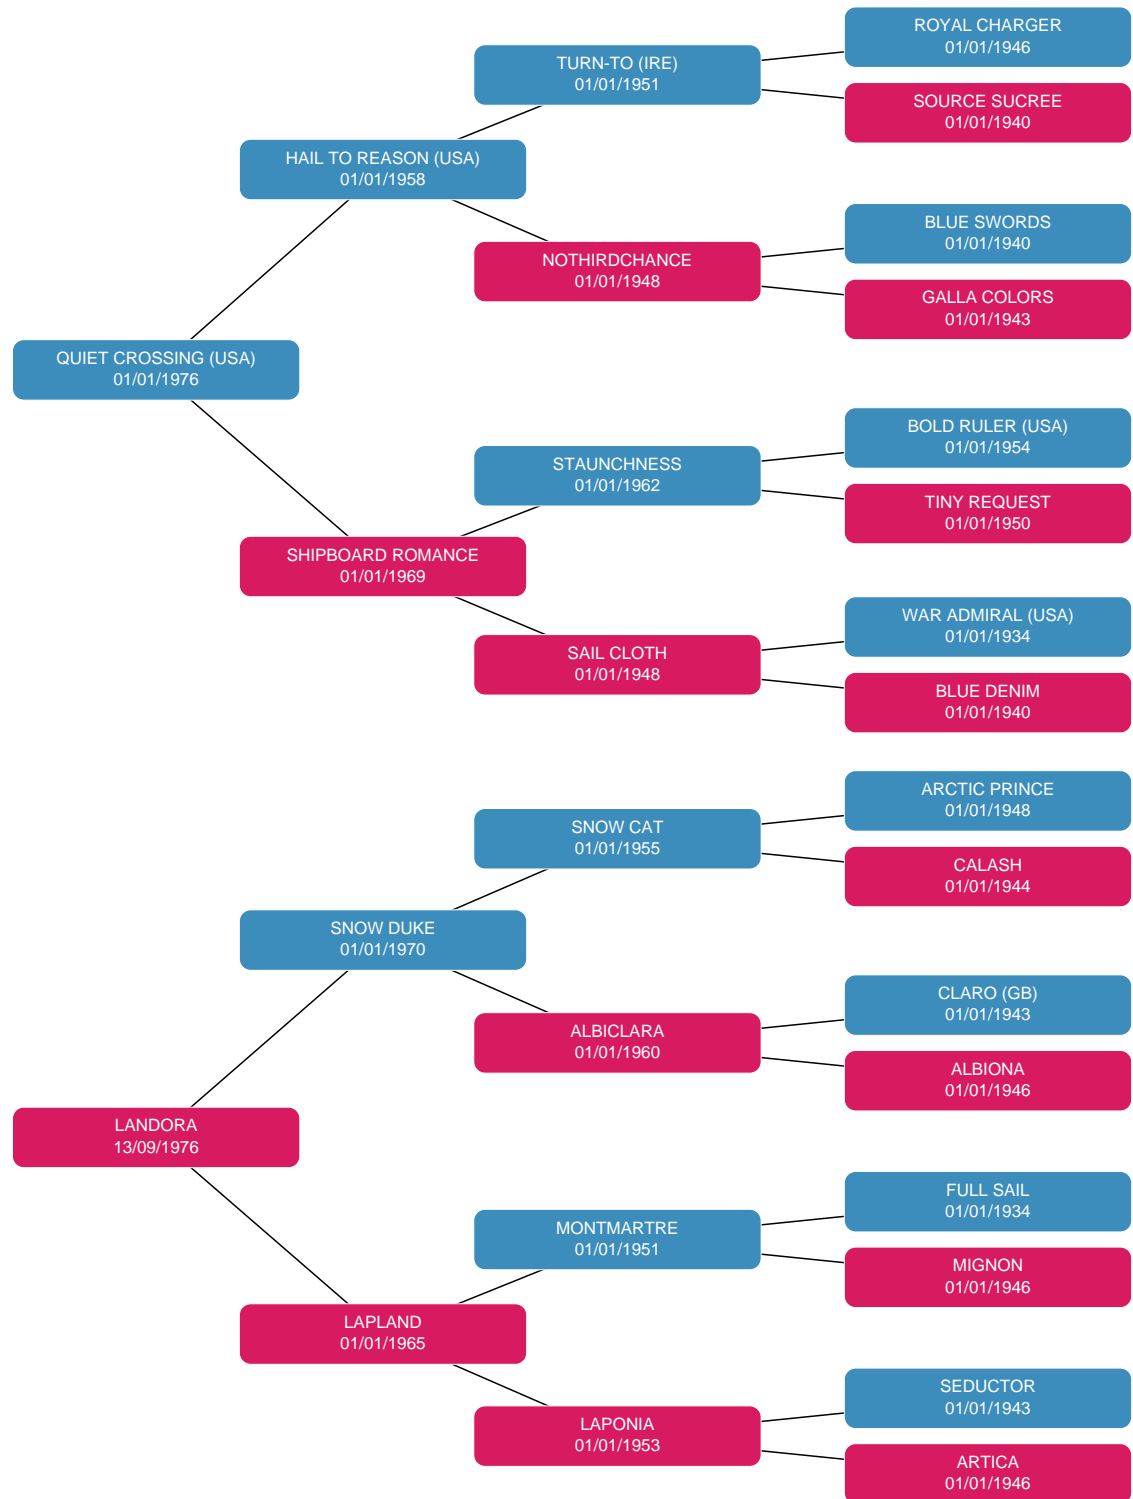 ROYAL CHARGER
01/01/1946
TURN-TO (IRE)
01/01/1951
SOURCE SUCREE
01/01/1940
HAIL TO REASON (USA)
01/01/1958
BLUE SWORDS
01/01/1940
NOTHIRDCHANCE
01/01/1948
GALLA COLORS
01/01/1943
QUIET CROSSING (USA)
01/01/1976
BOLD RULER (USA)
01/01/1954
STAUNCHNESS
01/01/1962
TINY REQUEST
01/01/1950
SHIPBOARD ROMANCE
01/01/1969
WAR ADMIRAL (USA)
01/01/1934
SAIL CLOTH
01/01/1948
BLUE DENIM
01/01/1940
ARCTIC PRINCE
01/01/1948
SNOW CAT
01/01/1955
CALASH
01/01/1944
SNOW DUKE
01/01/1970
CLARO (GB)
01/01/1943
ALBICLARA
01/01/1960
ALBIONA
01/01/1946
LANDORA
13/09/1976
FULL SAIL
01/01/1934
MONTMARTRE
01/01/1951
MIGNON
01/01/1946
LAPLAND
01/01/1965
SEDUCTOR
01/01/1943
LAPONIA
01/01/1953
ARTICA
01/01/1946